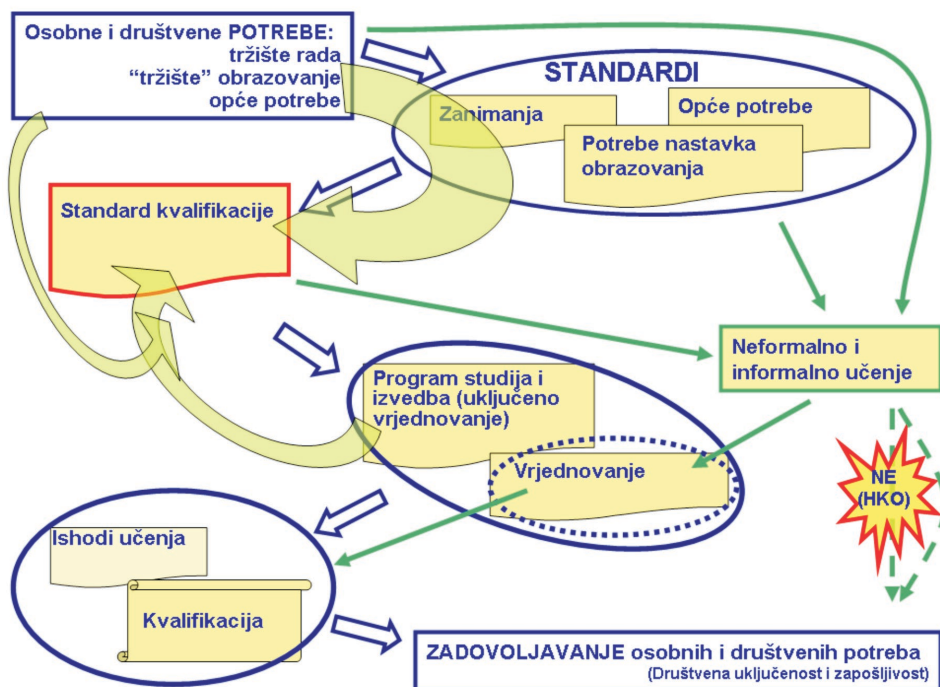 Osobne i društvene POTREBE:
tržište rada
“tržište” obrazovanje
opće potrebe
STANDARDI
Zanimanja
Opće potrebe
Potrebe nastavka
obrazovanja
Standard kvalifikacije
Neformalno i
informalno učenje
Program studija i
izvedba (uključeno
vrjednovanje)
Vrjednovanje
NE
(HKO)
Ishodi učenja
Kvalifikacija
ZADOVOLJAVANJE osobnih i društvenih potreba
(Društvena uključenost i zapošljivost)